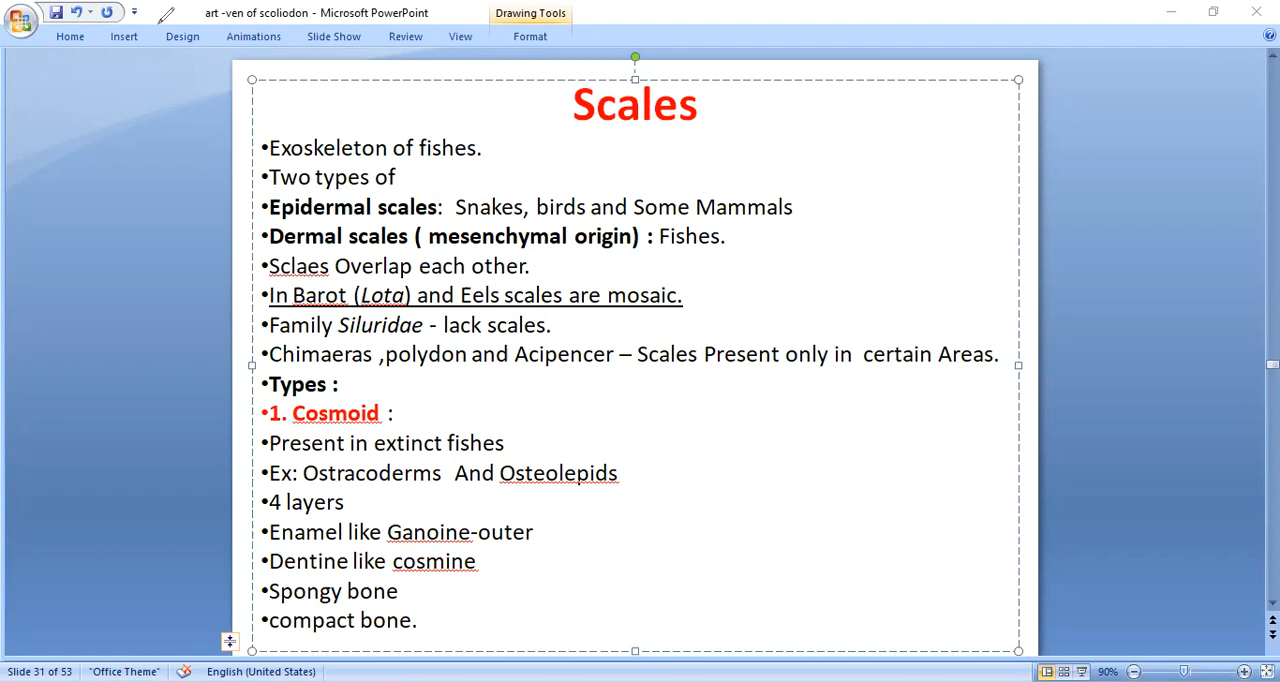 art -ven of scoliodon - Microsoft PowerPoint
Drawing Tools
Home Insert Design Animations Slide Show Review View Format
Scales
•Exoskeleton of fishes.
•Two types of
•Epidermal scales: Snakes, birds and Some Mammals
•Dermal scales ( mesenchymal origin) : Fishes.
•Sclaes Overlap each other.
•In Barot (Lota) and Eels scales are mosaic.
•Family Siluridae - lack scales.
•Chimaeras ,polydon and Acipencer – Scales Present only in certain Areas.
•Types :
•1. Cosmoid :
•Present in extinct fishes
•Ex: Ostracoderms And Osteolepids
•4 layers
•Enamel like Ganoine-outer
•Dentine like cosmine
•Spongy bone
•compact bone.
Slide 31 of 53 "Office Theme" English (United States) 90%